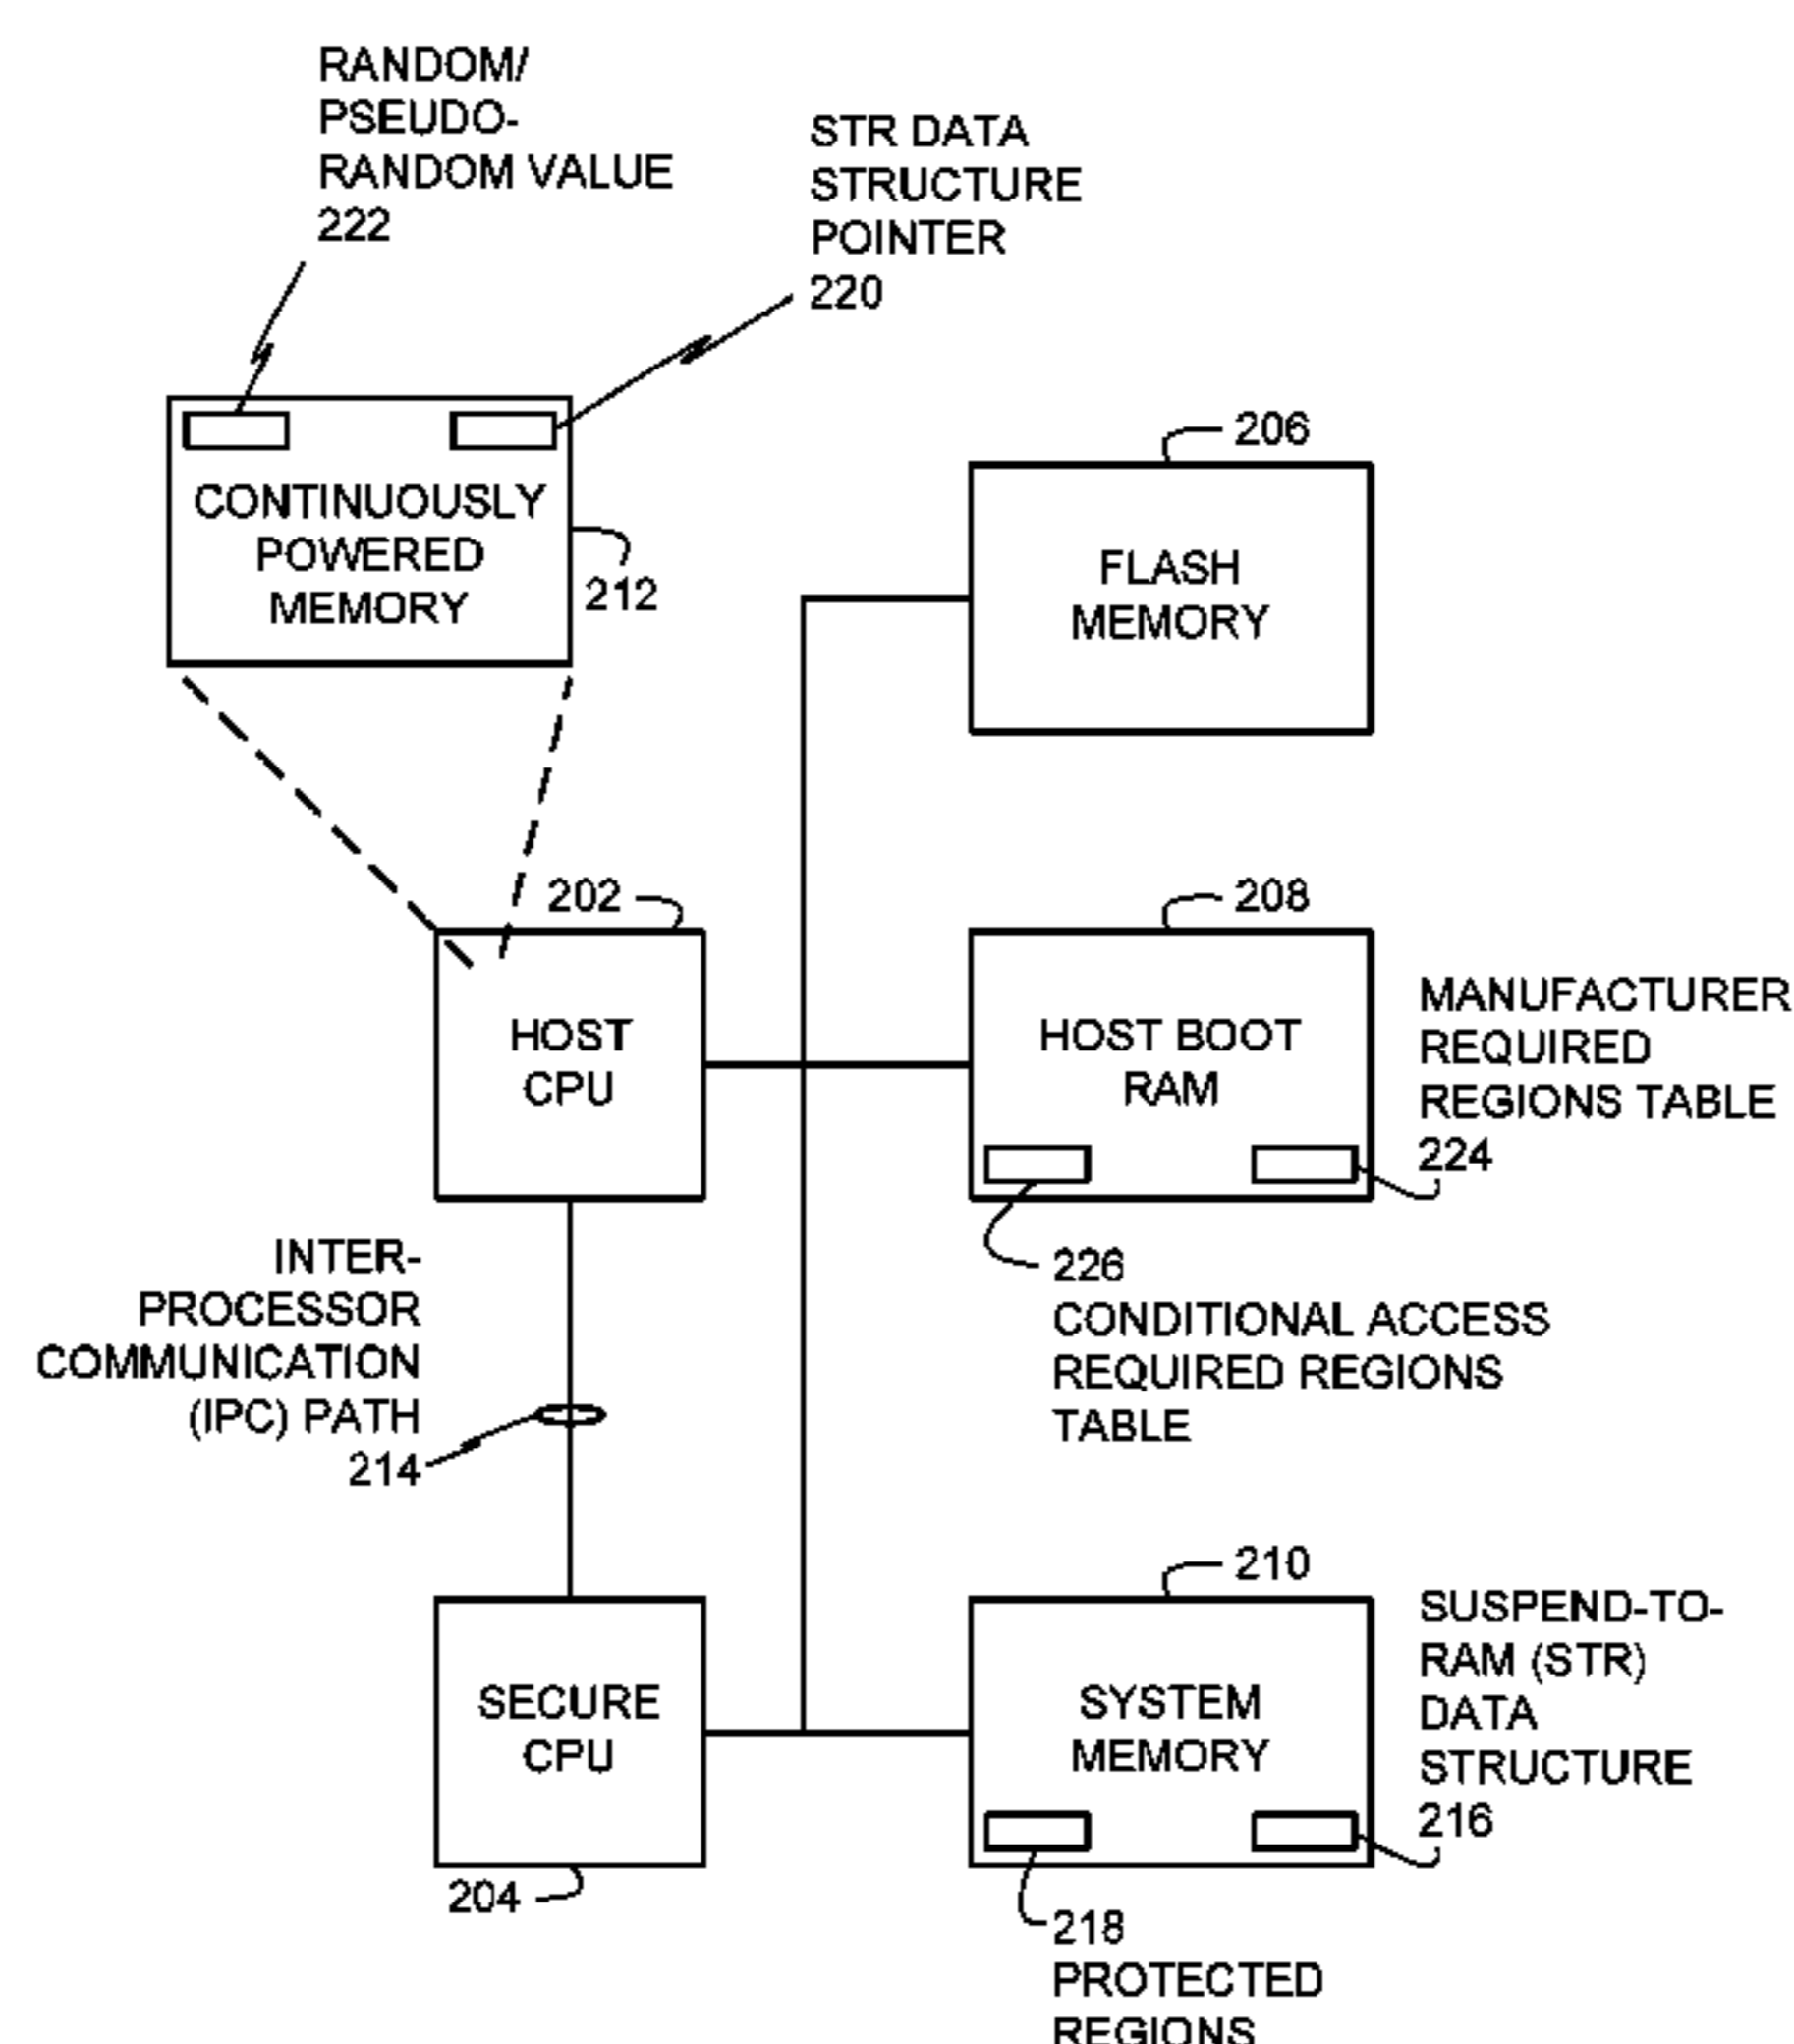 RANDOM/
PSEUDO-
RANDOM VALUE
222
STR DATA
STRUCTURE
POINTER
220
CONTINUOUSLY
POWERED
MEMORY
212
206
FLASH
MEMORY
202
HOST
CPU
208
HOST BOOT
RAM
MANUFACTURER
REQUIRED
REGIONS TABLE
224
226
CONDITIONAL ACCESS
REQUIRED REGIONS
TABLE
INTER-
PROCESSOR
COMMUNICATION
(IPC) PATH
214
SECURE
CPU
204
210
SYSTEM
MEMORY
SUSPEND-TO-
RAM (STR)
DATA
STRUCTURE
216
218
PROTECTED
REGIONS